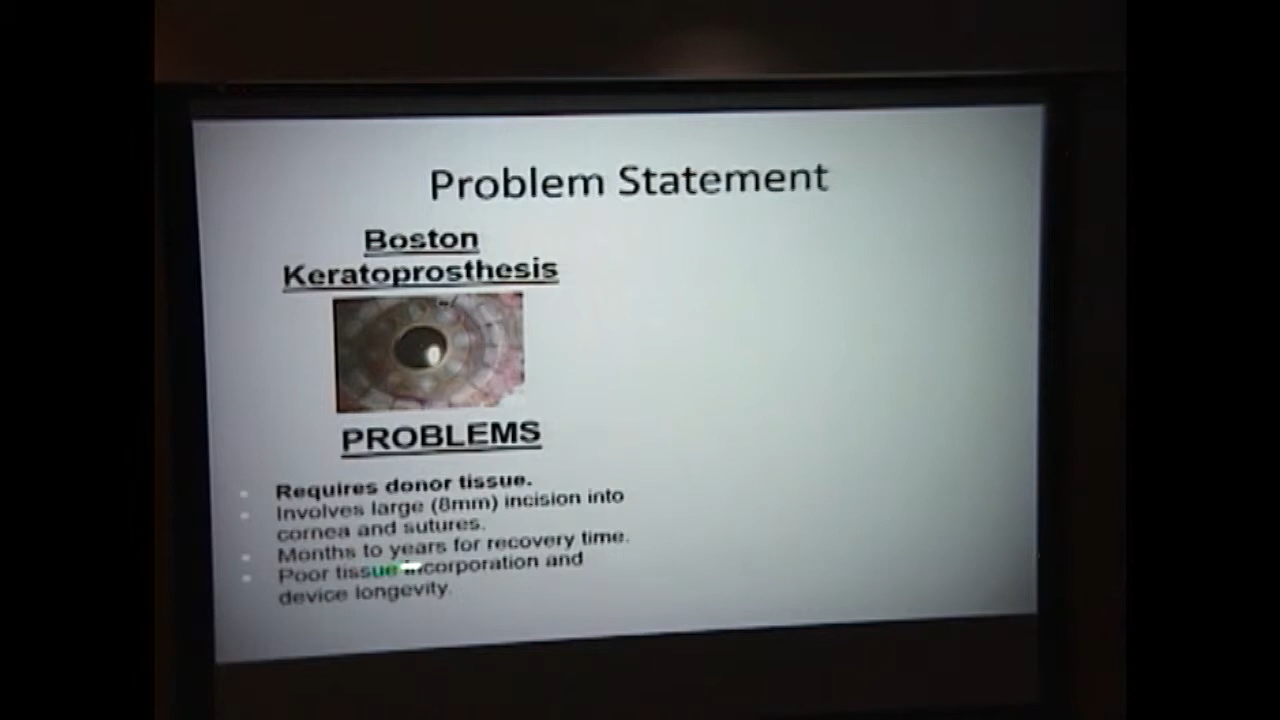 Problem Statement
Boston
Keratoprosthesis
PROBLEMS
Requires donor tissue.
Involves large (8mm) incision into
cornea and sutures.
Months to years for recovery time.
Poor tissue incorporation and
device longevity.